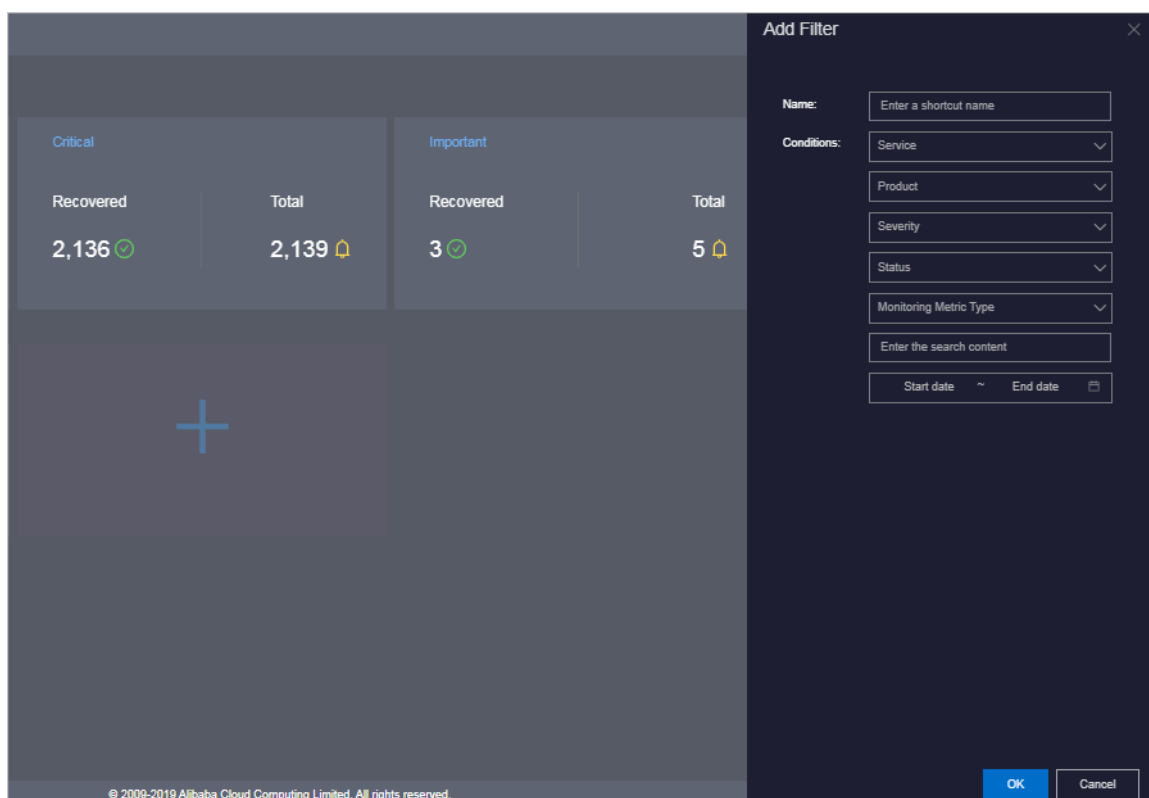 Add Filter
Name:
Enter a shortcut name
Conditions:
Service
Product
Severity
Status
Monitoring Metric Type
Enter the search content
Start date ~ End date
Critical
Recovered Total
2,136 2,139
Important
Recovered Total
3 5
OK Cancel
© 2009-2019 Alibaba Cloud Computing Limited. All rights reserved.